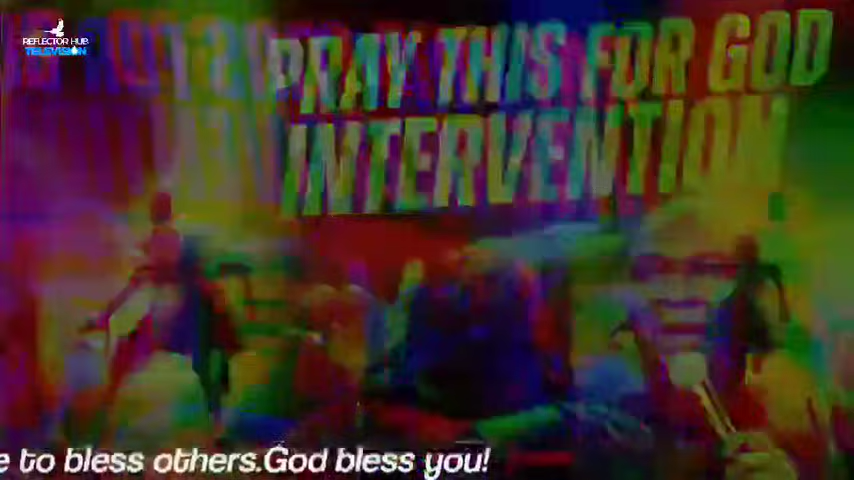 REFLECTOR HUB
TELEVISION
PRAY THIS FOR GOD
INTERVENTION
e to bless others.God bless you!